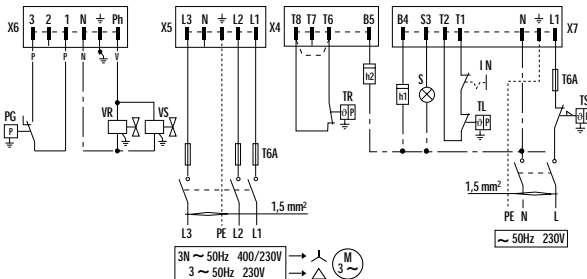 X6 3 2 1 N ⏚ Ph
X5 L3 N ⏚ L2 L1
X4 T8 T7 T6 B5
B4 S3 T2 T1 N ⏚ L1 X7
P P N V
PG P
VR VS
T6A
h2
TR ϑ P
h1
S
I N
TL ϑ P
T6A
TS ϑ P
1,5 mm²
L3 PE L2 L1
1,5 mm²
PE N L
3N ~ 50Hz 400/230V
3 ~ 50Hz 230V
M 3 ~
~ 50Hz 230V